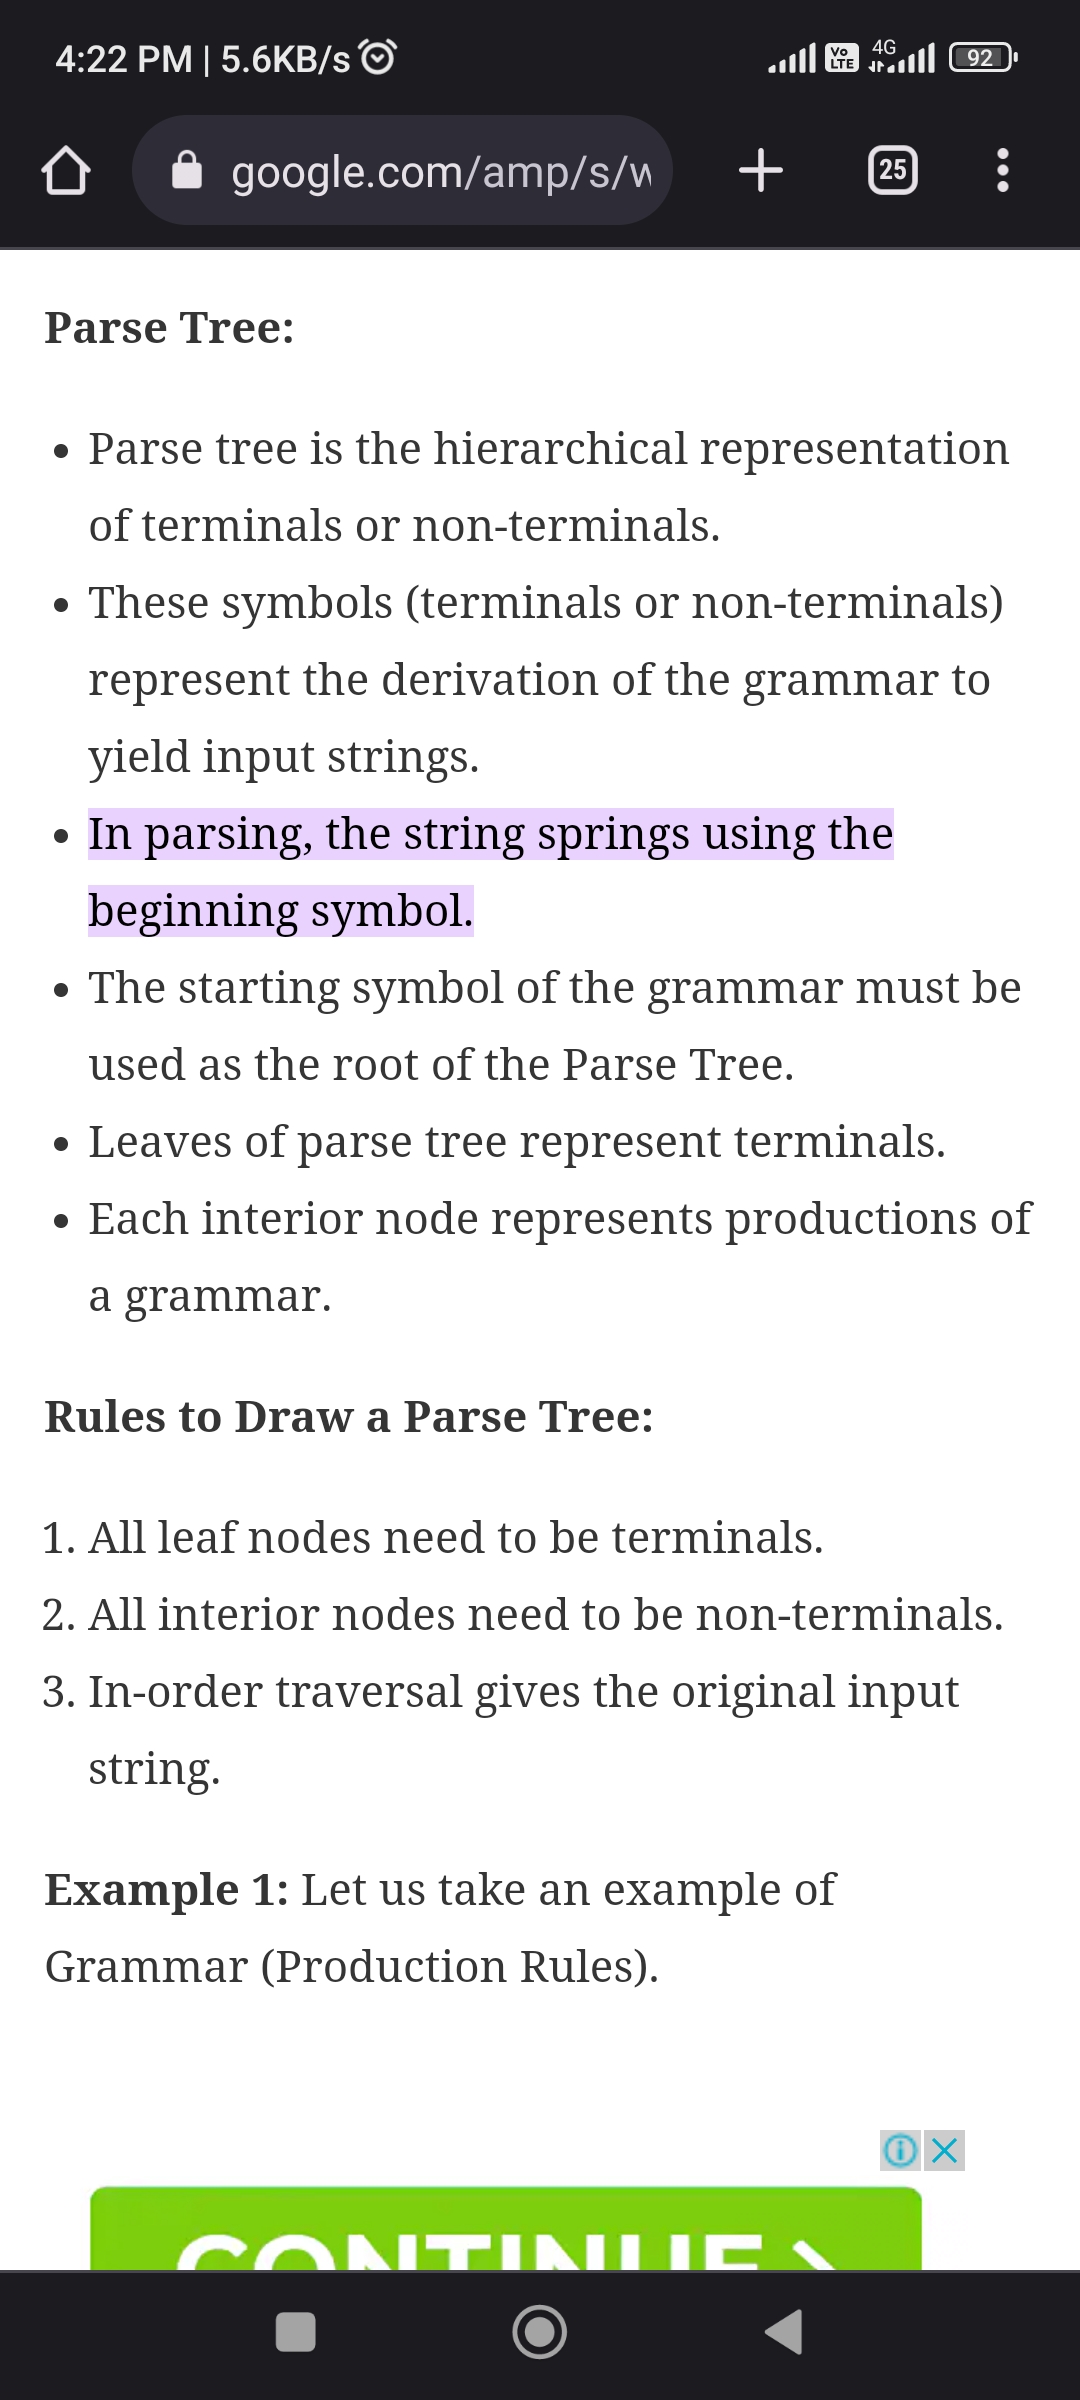 4:22 PM | 5.6KB/s
Vo LTE 4G 92
google.com/amp/s/w
25
Parse Tree:
• Parse tree is the hierarchical representation
of terminals or non-terminals.
• These symbols (terminals or non-terminals)
represent the derivation of the grammar to
yield input strings.
• In parsing, the string springs using the
beginning symbol.
• The starting symbol of the grammar must be
used as the root of the Parse Tree.
• Leaves of parse tree represent terminals.
• Each interior node represents productions of
a grammar.
Rules to Draw a Parse Tree:
1. All leaf nodes need to be terminals.
2. All interior nodes need to be non-terminals.
3. In-order traversal gives the original input
string.
Example 1: Let us take an example of
Grammar (Production Rules).
CONTINUE >